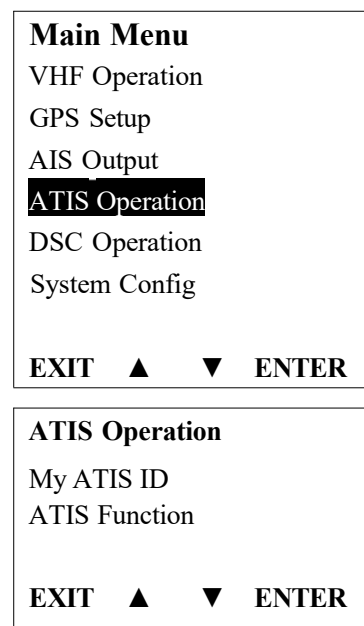 Main Menu
VHF Operation
GPS Setup
AIS Output
ATIS Operation
DSC Operation
System Config
EXIT ▲ ▼ ENTER
ATIS Operation
My ATIS ID
ATIS Function
EXIT ▲ ▼ ENTER